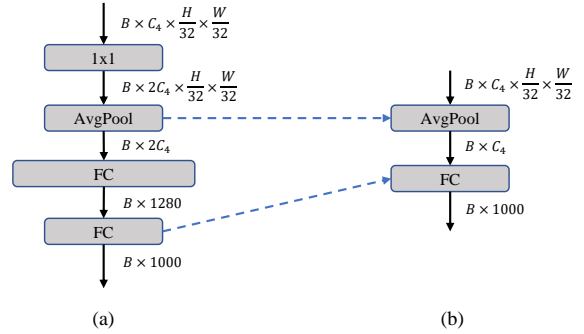 B × C₄ × H/32 × W/32
1x1
B × 2C₄ × H/32 × W/32
AvgPool
B × 2C₄
FC
B × 1280
FC
B × 1000
(a)
B × C₄ × H/32 × W/32
AvgPool
B × C₄
FC
B × 1000
(b)